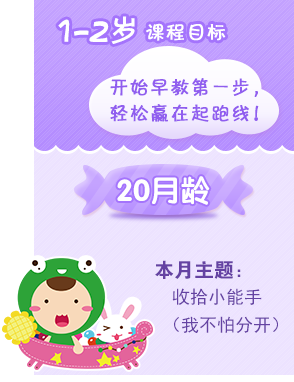 1-2岁 课程目标
开始早教第一步，
轻松赢在起跑线！
20月龄
本月主题：
收拾小能手
（我不怕分开）